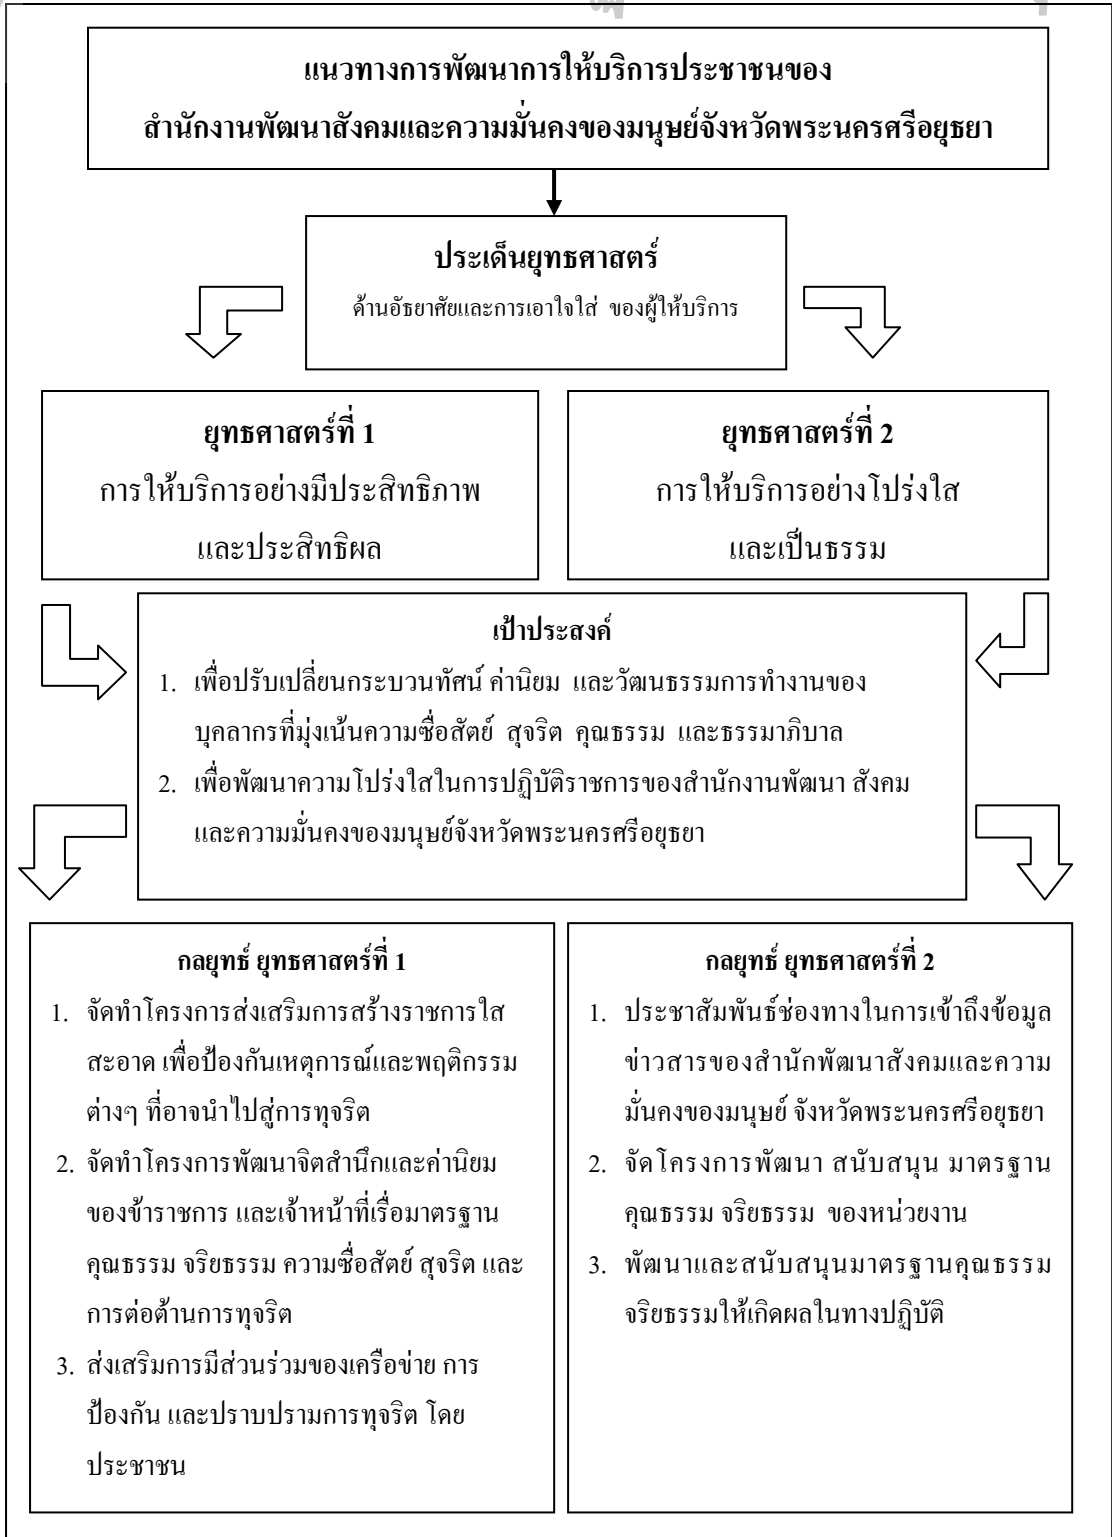 แนวทางการพัฒนาการให้บริการประชาชนของ
สำนักงานพัฒนาสังคมและความมั่นคงของมนุษย์จังหวัดพระนครศรีอยุธยา
ประเด็นยุทธศาสตร์
ด้านอัธยาศัยและการเอาใจใส่ ของผู้ให้บริการ
ยุทธศาสตร์ที่ 1
การให้บริการอย่างมีประสิทธิภาพ
และประสิทธิผล
ยุทธศาสตร์ที่ 2
การให้บริการอย่างโปร่งใส
และเป็นธรรม
เป้าประสงค์
1. เพื่อปรับเปลี่ยนกระบวนทัศน์ ค่านิยม และวัฒนธรรมการทำงานของ
บุคลากรที่มุ่งเน้นความซื่อสัตย์ สุจริต คุณธรรม และธรรมาภิบาล
2. เพื่อพัฒนาความโปร่งใสในการปฏิบัติราชการของสำนักงานพัฒนา สังคม
และความมั่นคงของมนุษย์จังหวัดพระนครศรีอยุธยา
กลยุทธ์ ยุทธศาสตร์ที่ 1
1. จัดทำโครงการส่งเสริมการสร้างราชการใส
สะอาด เพื่อป้องกันเหตุการณ์และพฤติกรรม
ต่างๆ ที่อาจนำไปสู่การทุจริต
2. จัดทำโครงการพัฒนาจิตสำนึกและค่านิยม
ของข้าราชการ และเจ้าหน้าที่เรื่อมาตรฐาน
คุณธรรม จริยธรรม ความซื่อสัตย์ สุจริต และ
การต่อต้านการทุจริต
3. ส่งเสริมการมีส่วนร่วมของเครือข่าย การ
ป้องกัน และปราบปรามการทุจริต โดย
ประชาชน
กลยุทธ์ ยุทธศาสตร์ที่ 2
1. ประชาสัมพันธ์ช่องทางในการเข้าถึงข้อมูล
ข่าวสารของสำนักพัฒนาสังคมและความ
มั่นคงของมนุษย์ จังหวัดพระนครศรีอยุธยา
2. จัดโครงการพัฒนา สนับสนุน มาตรฐาน
คุณธรรม จริยธรรม ของหน่วยงาน
3. พัฒนาและสนับสนุนมาตรฐานคุณธรรม
จริยธรรมให้เกิดผลในทางปฏิบัติ